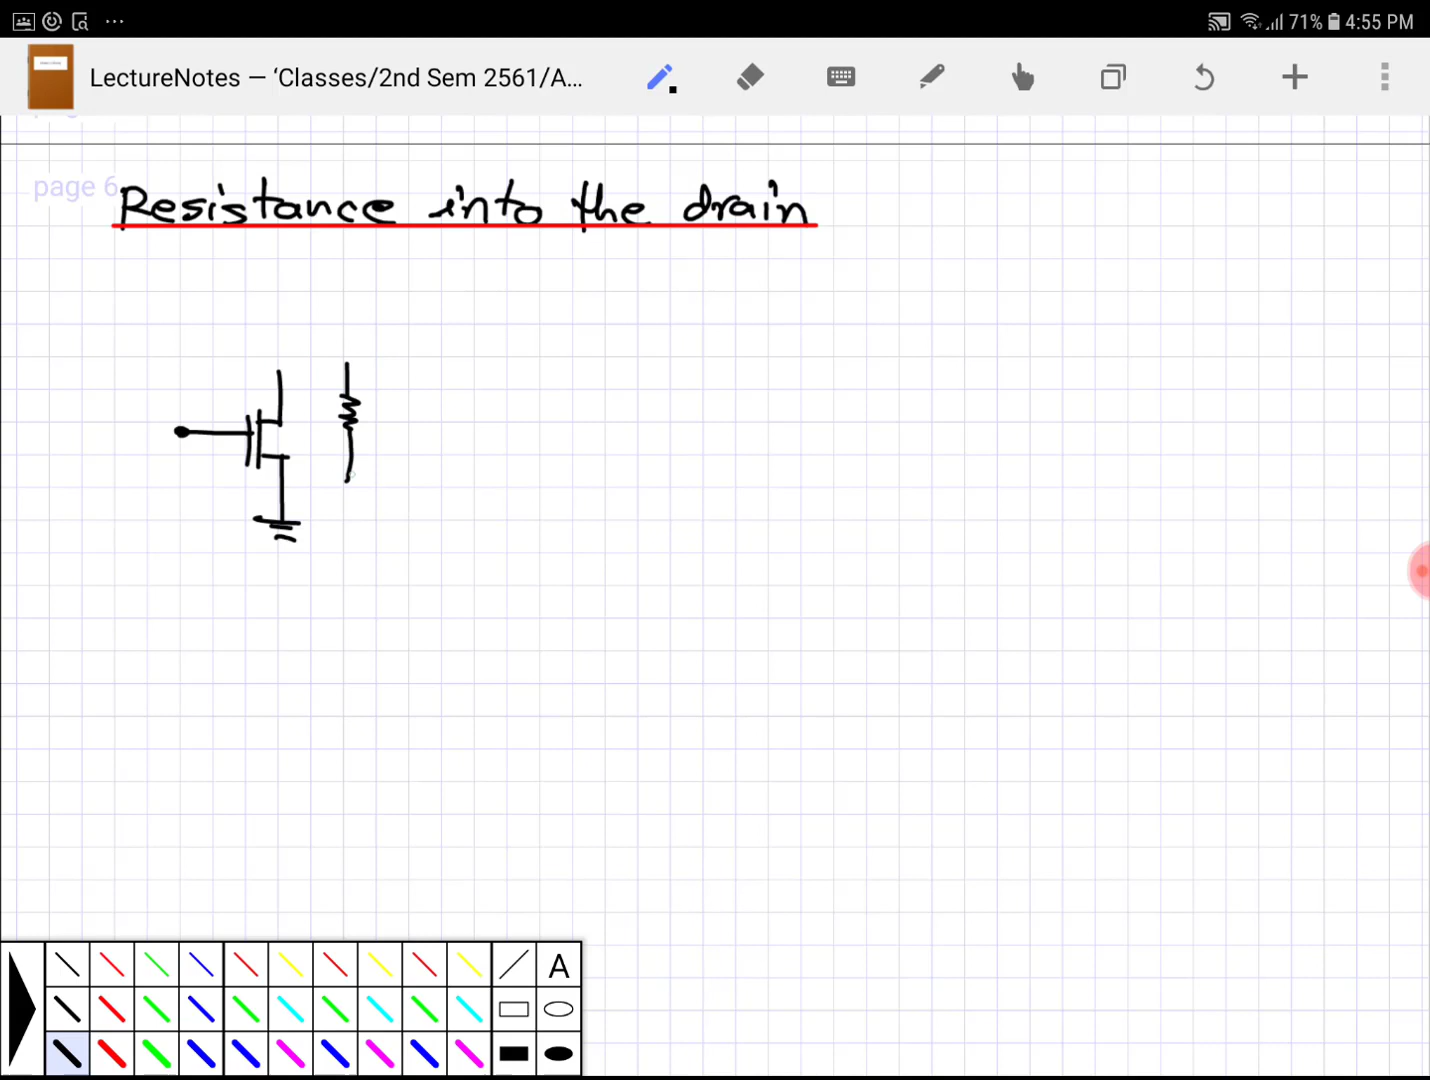 71% 4:55 PM
LectureNotes — ‘Classes/2nd Sem 2561/A...
page 6
Resistance into the drain
A